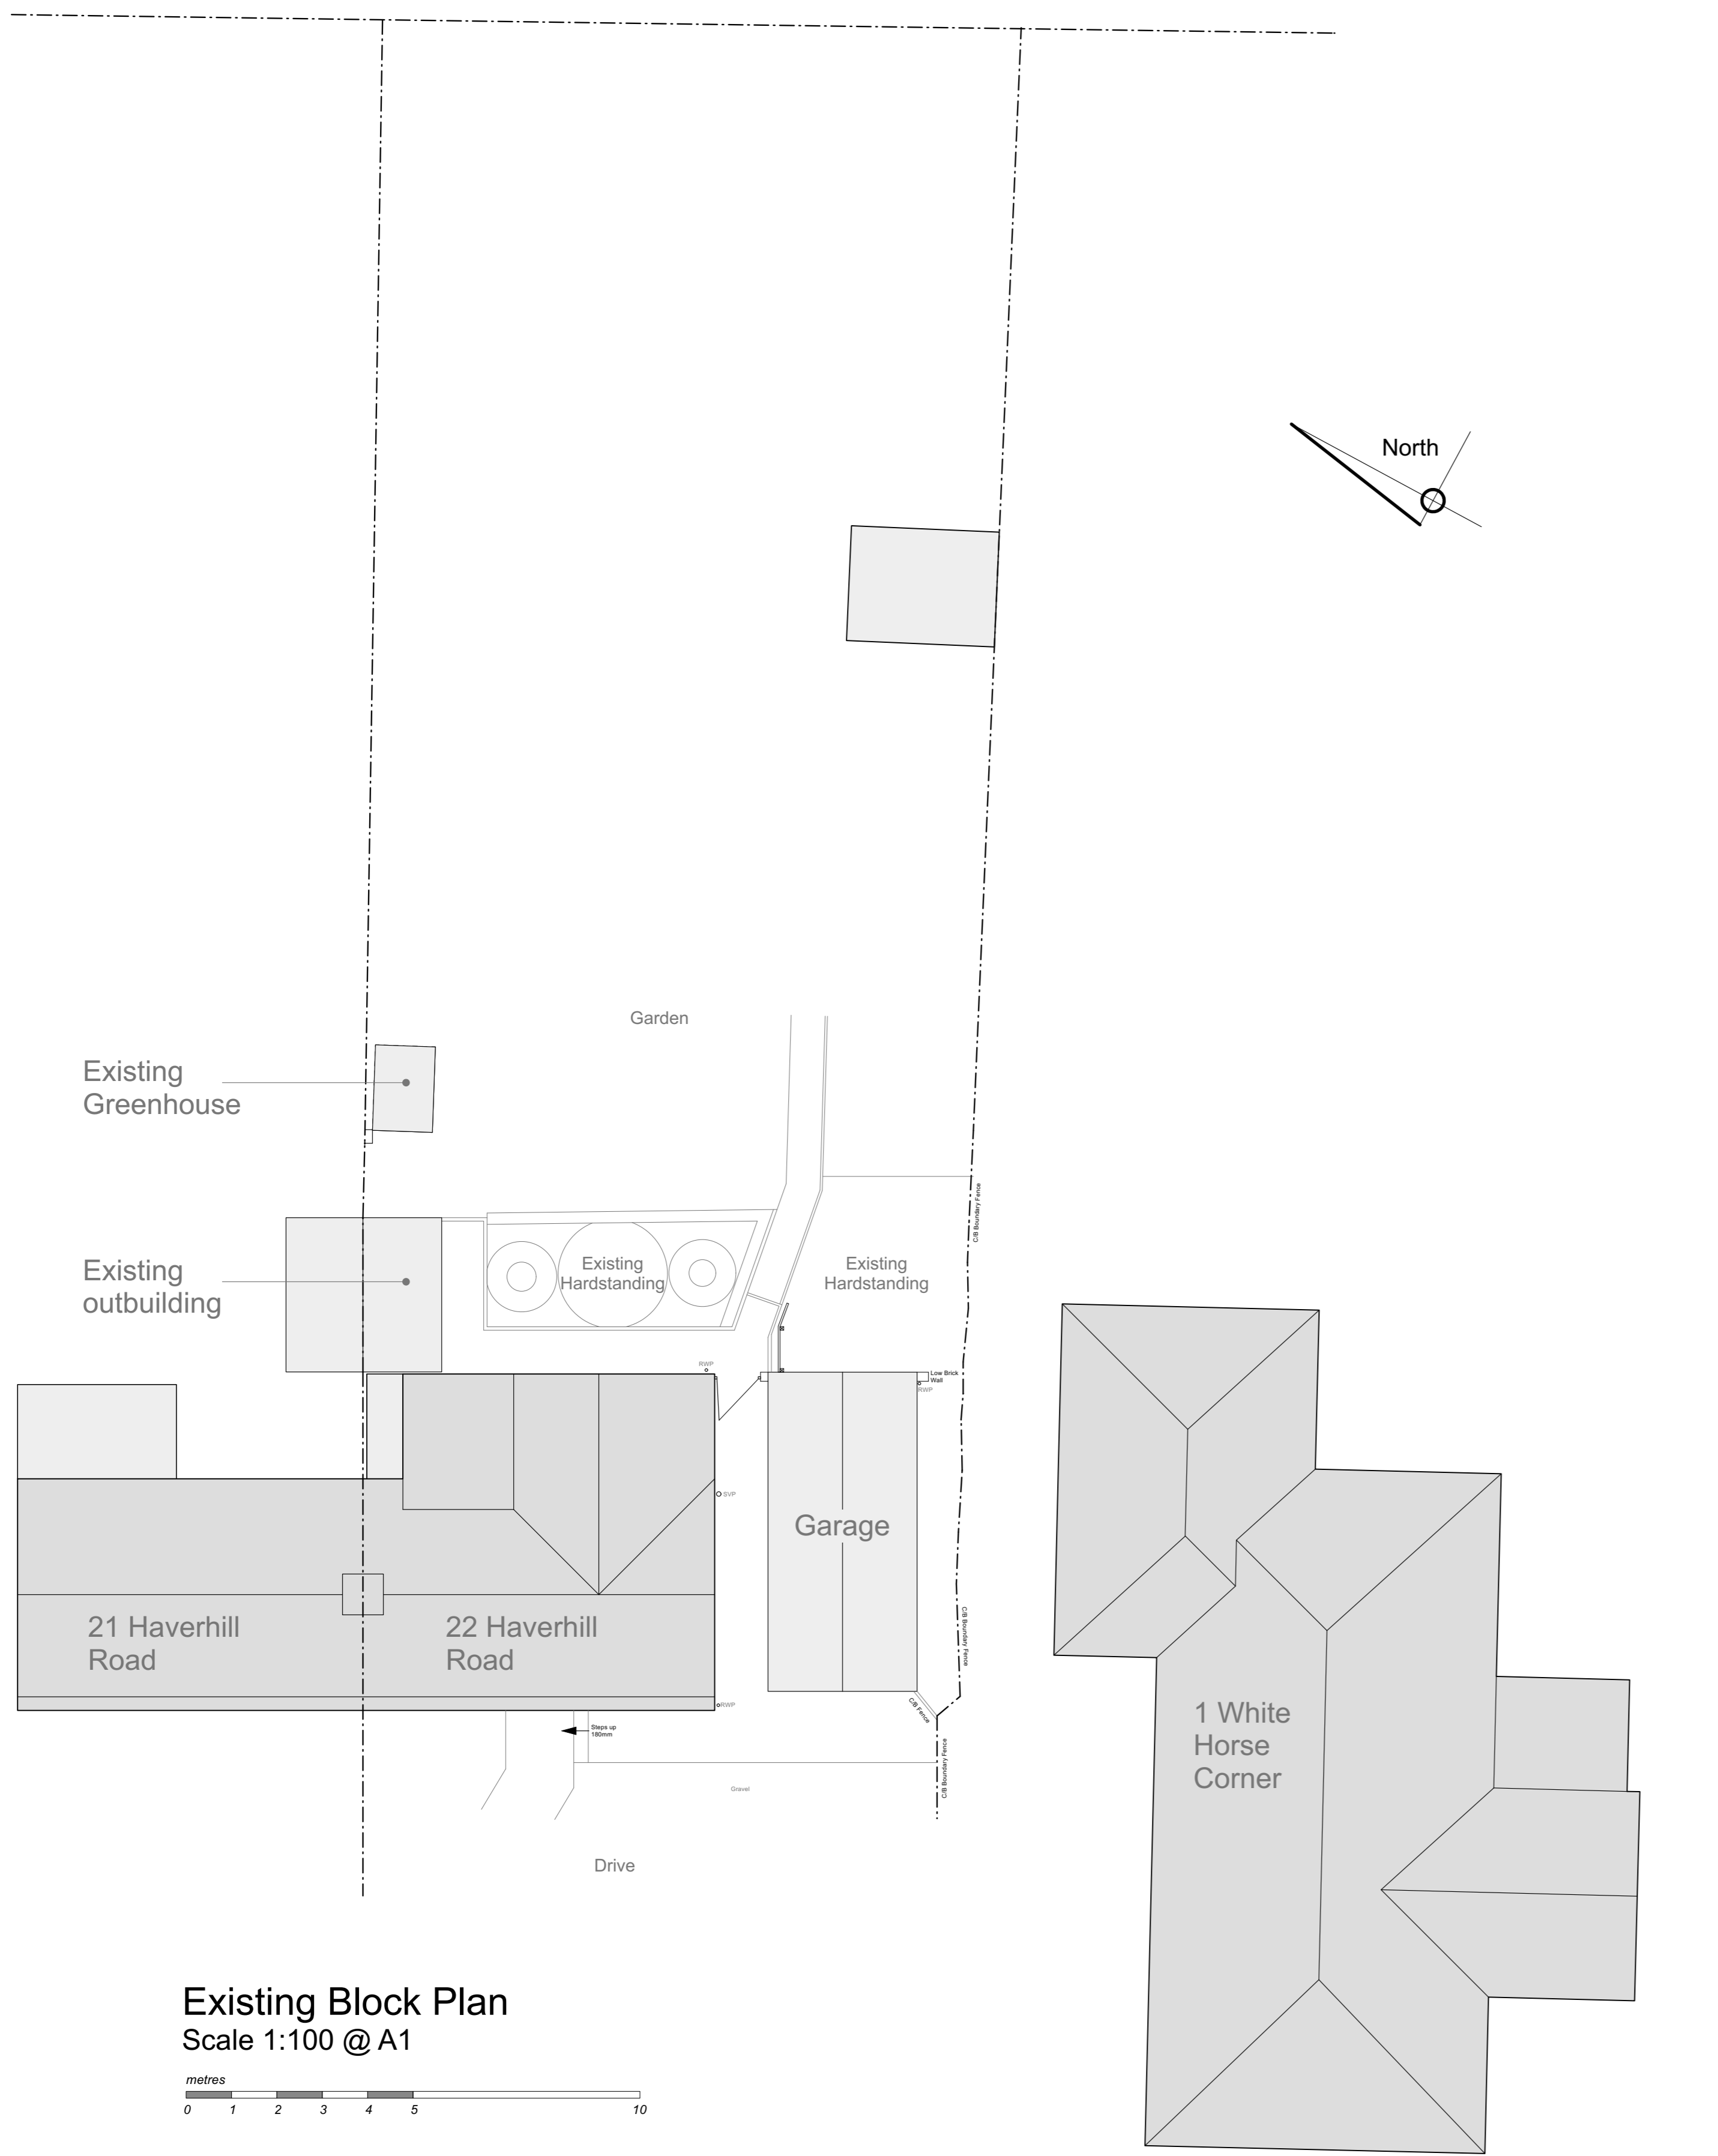 North
Garden
Existing
Greenhouse
C/B Boundary Fence
Existing
outbuilding
Existing
Hardstanding
Existing
Hardstanding
RWP
Low Brick
Wall
RWP
SVP
Garage
21 Haverhill
Road
22 Haverhill
Road
C/B Boundary Fence
RWP
C/B Fence
Steps up
180mm
1 White
Horse
Corner
C/B Boundary Fence
Gravel
Drive
Existing Block Plan
Scale 1:100 @ A1
metres
0 1 2 3 4 5 10